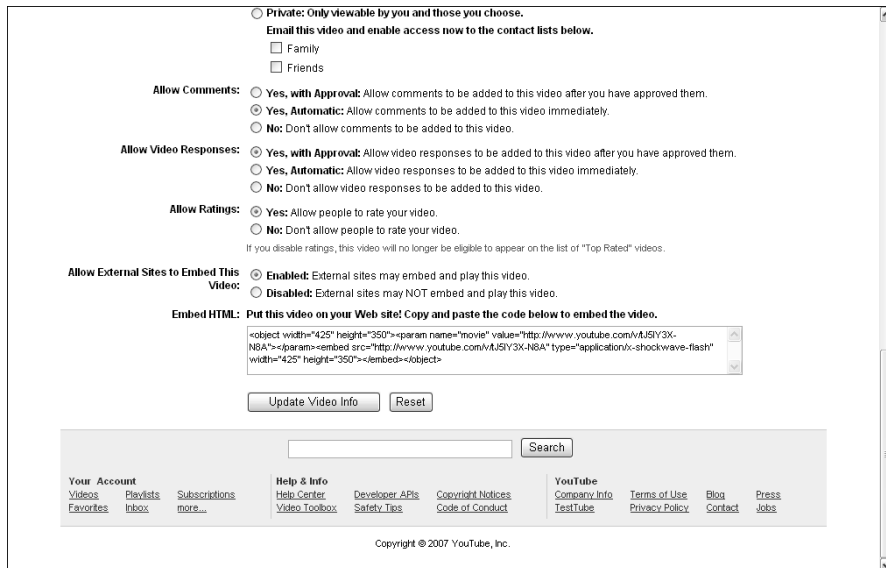 Private: Only viewable by you and those you choose.
Email this video and enable access now to the contact lists below.
Family
Friends
Allow Comments: Yes, with Approval: Allow comments to be added to this video after you have approved them.
Yes, Automatic: Allow comments to be added to this video immediately.
No: Don't allow comments to be added to this video.
Allow Video Responses: Yes, with Approval: Allow video responses to be added to this video after you have approved them.
Yes, Automatic: Allow video responses to be added to this video immediately.
No: Don't allow video responses to be added to this video.
Allow Ratings: Yes: Allow people to rate your video.
No: Don't allow people to rate your video.
If you disable ratings, this video will no longer be eligible to appear on the list of "Top Rated" videos.
Allow External Sites to Embed This
Video:
Enabled: External sites may embed and play this video.
Disabled: External sites may NOT embed and play this video.
Embed HTML: Put this video on your Web site! Copy and paste the code below to embed the video.
<object width="425" height="350"><param name="movie" value="http://www.youtube.com/v/tJ5IY3X-
N8A"></param><embed src="http://www.youtube.com/v/tJ5IY3X-N8A" type="application/x-shockwave-flash"
width="425" height="350"></embed></object>
Update Video Info Reset
Search
Your Account
Videos Playlists Subscriptions
Favorites Inbox more...
Help & Info
Help Center Developer APIs Copyright Notices
Video Toolbox Safety Tips Code of Conduct
YouTube
Company Info Terms of Use Blog Press
TestTube Privacy Policy Contact Jobs
Copyright © 2007 YouTube, Inc.